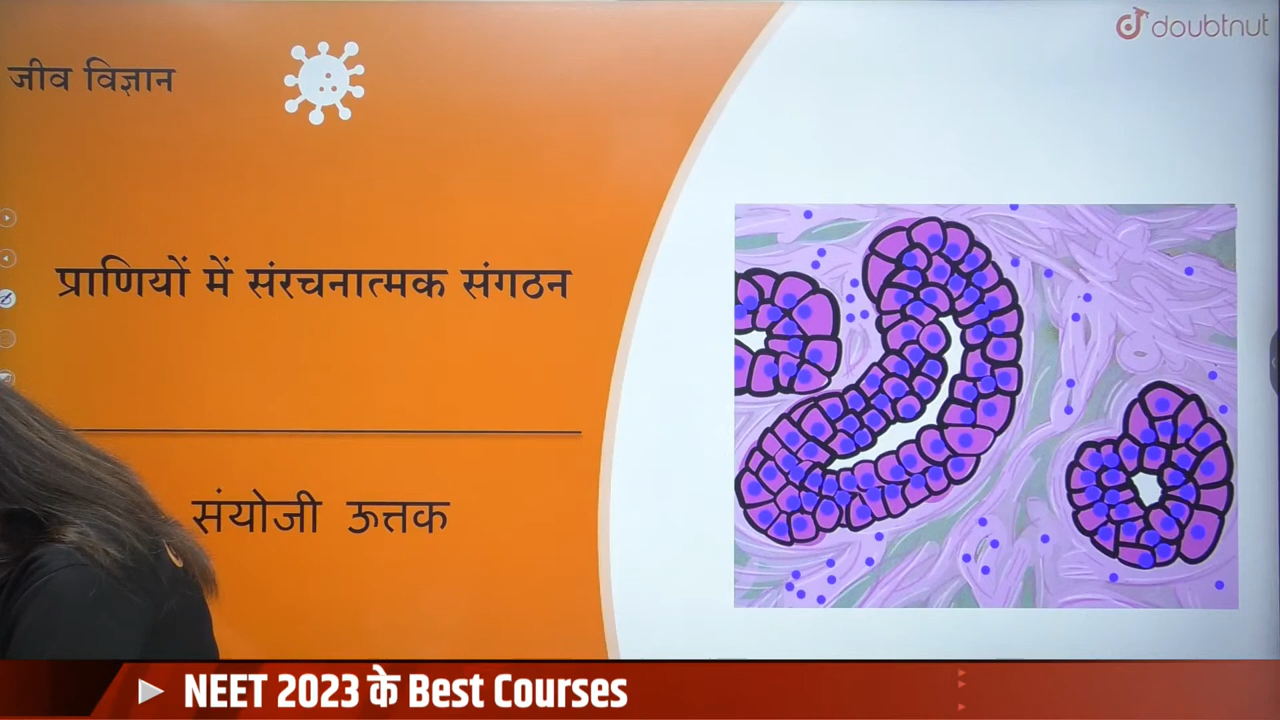 doubtnut
जीव विज्ञान
प्राणियों में संरचनात्मक संगठन
संयोजी ऊत्तक
NEET 2023 के Best Courses